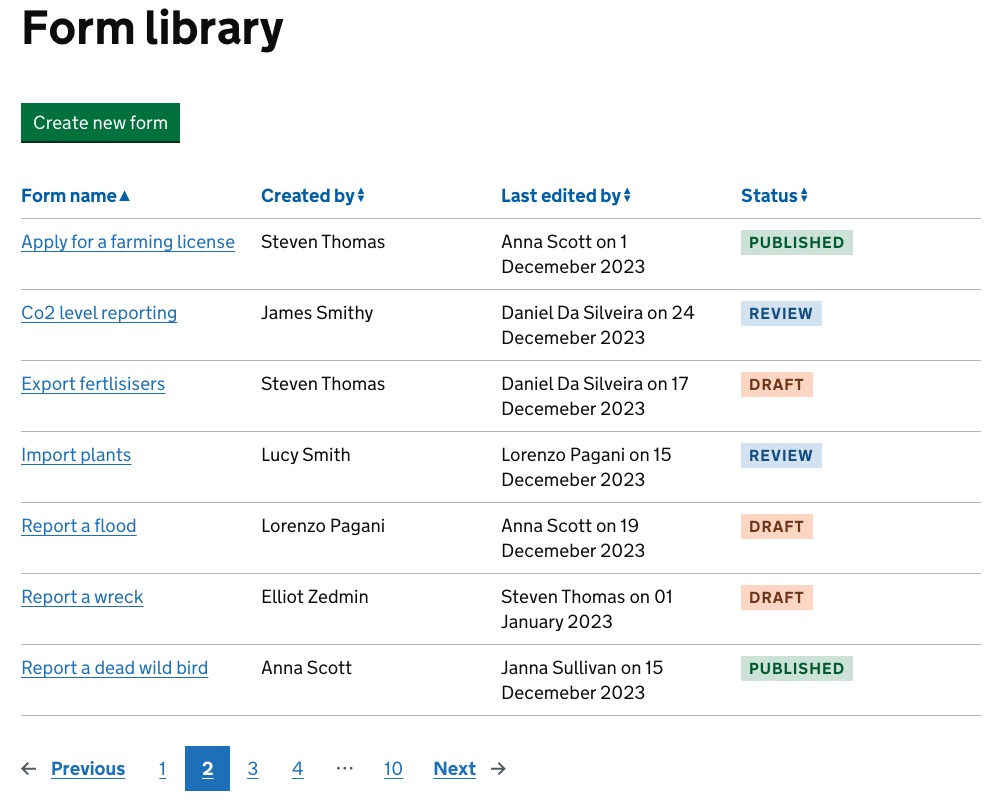 Form library
Create new form
Form name▲ Created by Last edited by Status
Apply for a farming license Steven Thomas Anna Scott on 1 PUBLISHED
Decemeber 2023
Co2 level reporting James Smithy Daniel Da Silveira on 24 REVIEW
Decemeber 2023
Export fertlisisers Steven Thomas Daniel Da Silveira on 17 DRAFT
Decemeber 2023
Import plants Lucy Smith Lorenzo Pagani on 15 REVIEW
Decemeber 2023
Report a flood Lorenzo Pagani Anna Scott on 19 DRAFT
Decemeber 2023
Report a wreck Elliot Zedmin Steven Thomas on 01 DRAFT
January 2023
Report a dead wild bird Anna Scott Janna Sullivan on 15 PUBLISHED
Decemeber 2023
← Previous 1 2 3 4 ⋯ 10 Next →